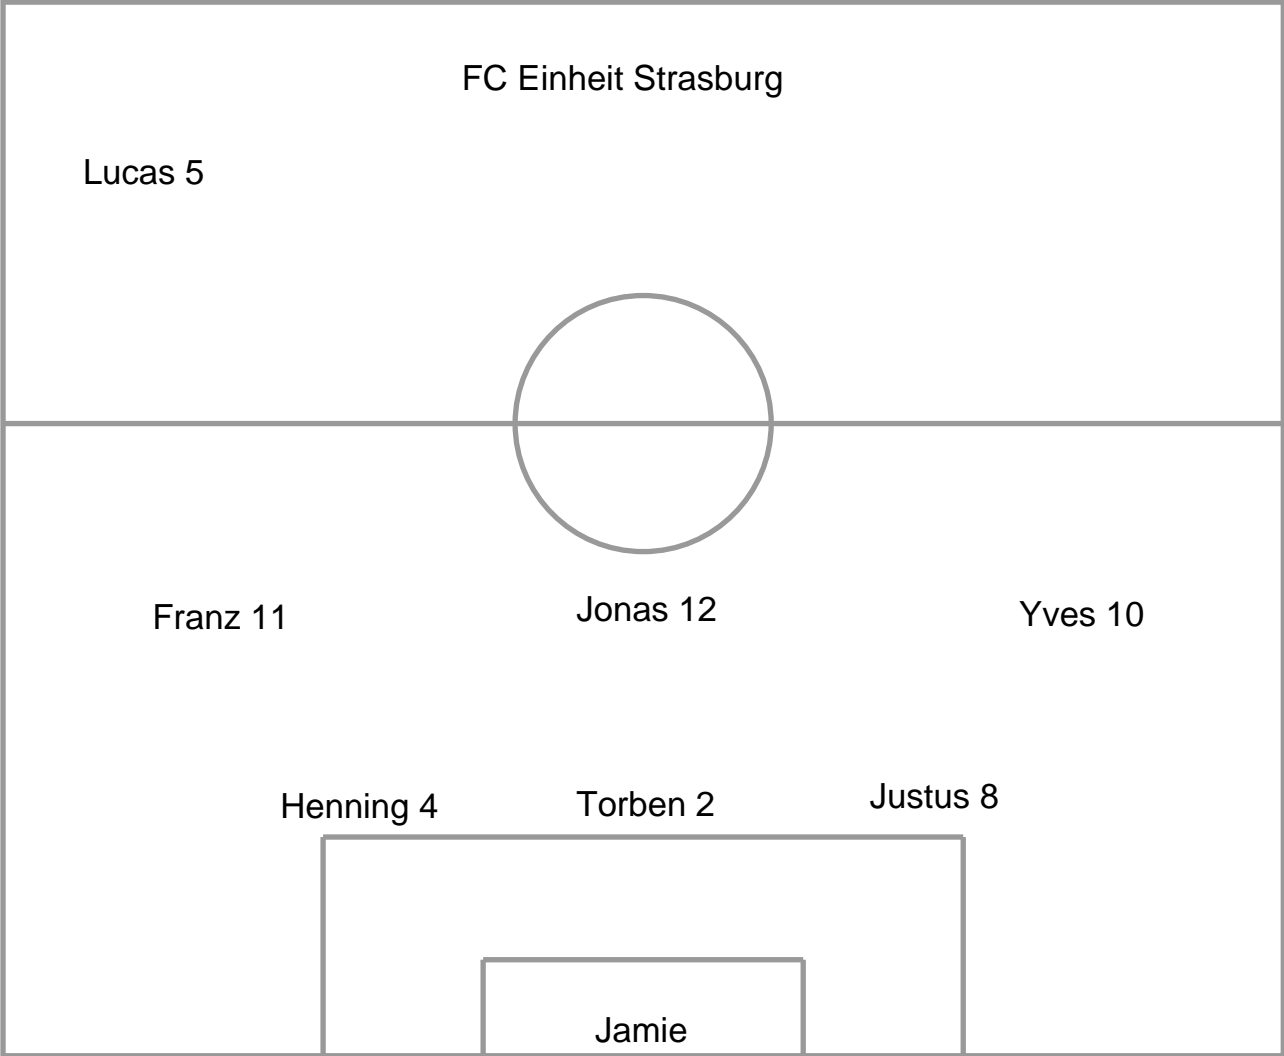 FC Einheit Strasburg
Lucas 5
Franz 11
Jonas 12
Yves 10
Henning 4
Torben 2
Justus 8
Jamie